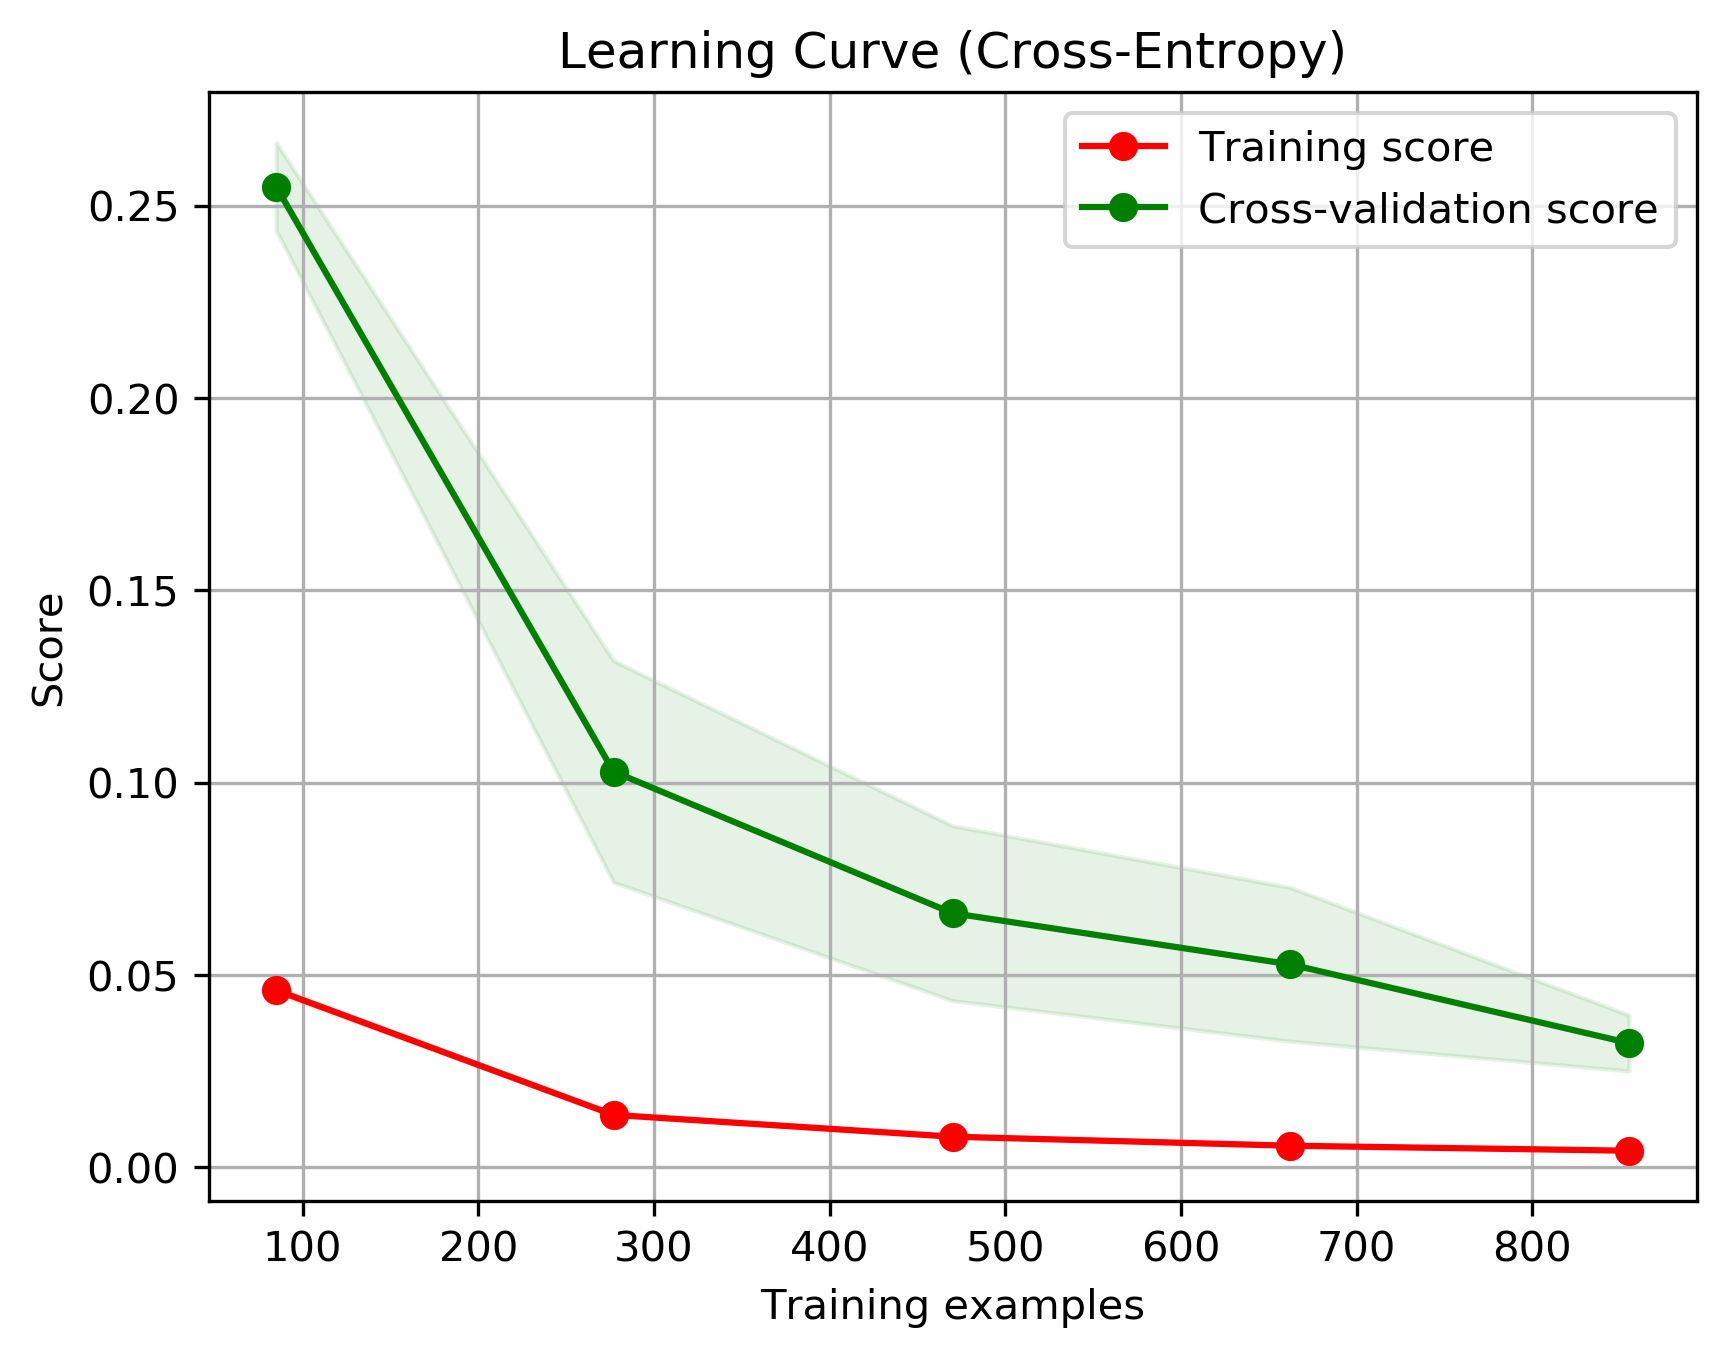 Learning Curve (Cross-Entropy)
Training score
Cross-validation score
0.25
0.20
0.15
0.10
0.05
0.00
Score
100 200 300 400 500 600 700 800
Training examples